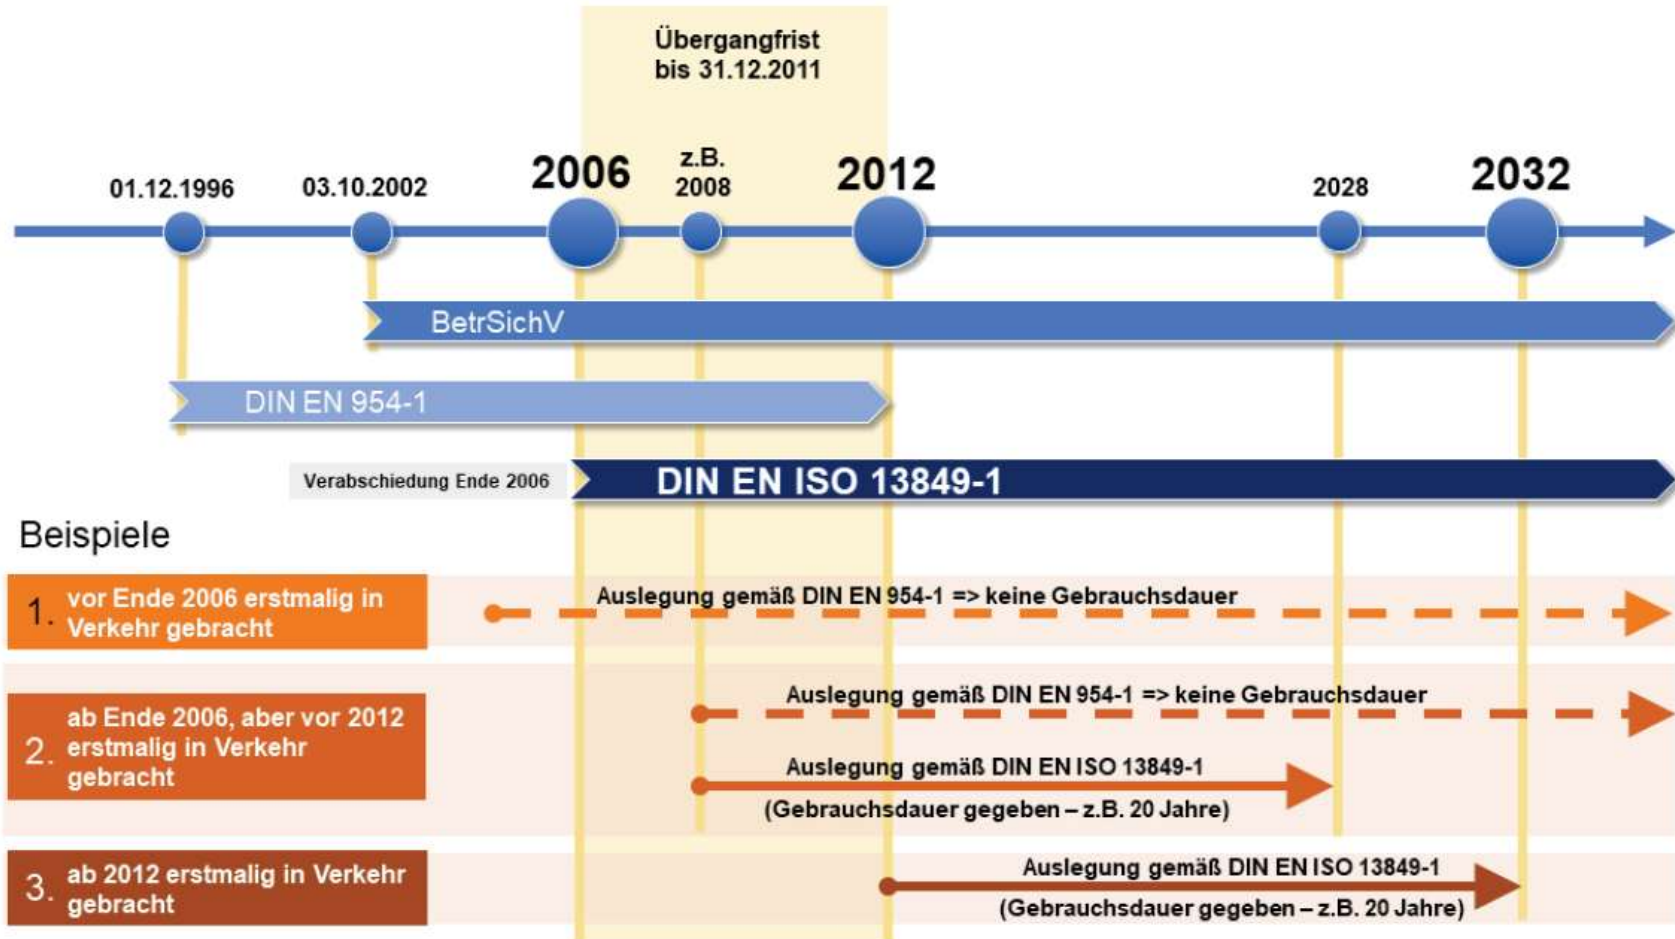 Übergangfrist
bis 31.12.2011
01.12.1996
03.10.2002
2006
z.B.
2008
2012
2028
2032
BetrSichV
DIN EN 954-1
Verabschiedung Ende 2006
DIN EN ISO 13849-1
Beispiele
1. vor Ende 2006 erstmalig in
Verkehr gebracht
Auslegung gemäß DIN EN 954-1 => keine Gebrauchsdauer
2. ab Ende 2006, aber vor 2012
erstmalig in Verkehr
gebracht
Auslegung gemäß DIN EN 954-1 => keine Gebrauchsdauer
Auslegung gemäß DIN EN ISO 13849-1
(Gebrauchsdauer gegeben – z.B. 20 Jahre)
3. ab 2012 erstmalig in Verkehr
gebracht
Auslegung gemäß DIN EN ISO 13849-1
(Gebrauchsdauer gegeben – z.B. 20 Jahre)